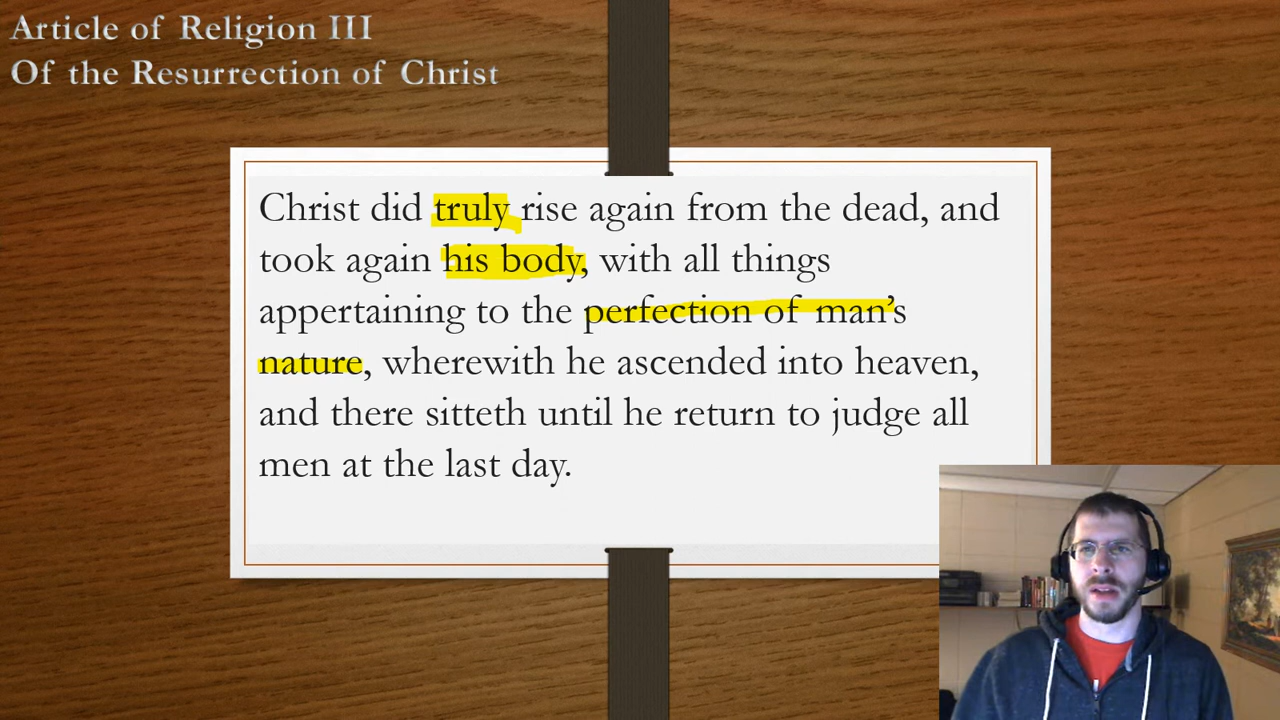 Article of Religion III
Of the Resurrection of Christ
Christ did truly rise again from the dead, and
took again his body, with all things
appertaining to the perfection of man’s
nature, wherewith he ascended into heaven,
and there sitteth until he return to judge all
men at the last day.